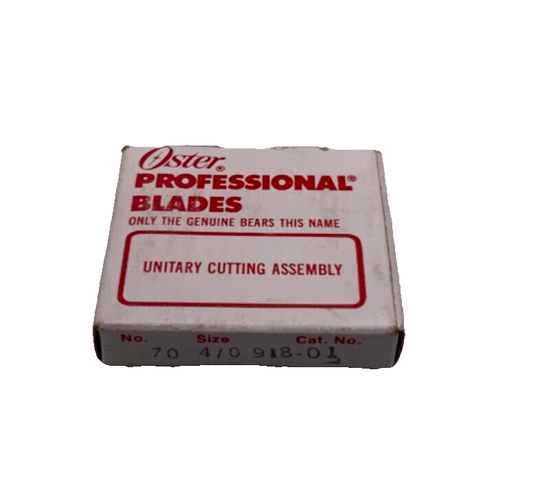 Oster®
PROFESSIONAL®
BLADES
ONLY THE GENUINE BEARS THIS NAME
UNITARY CUTTING ASSEMBLY
No. Size Cat. No.
70 4/0 918-01